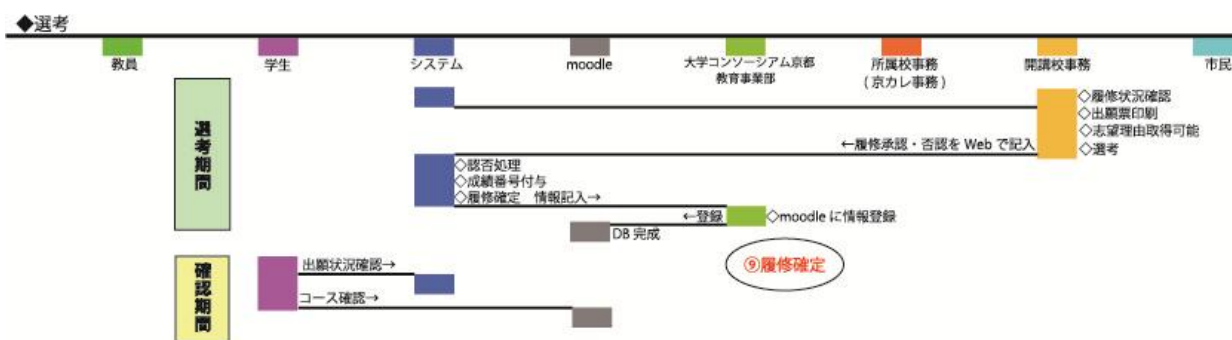 ◆選考
教員
学生
システム
moodle
大学コンソーシアム京都
教育事業部
所属校事務
(京カレ事務)
開講校事務
市民
選考期間
◇履修状況確認
◇出願票印刷
◇志望理由取得可能
◇選考
←履修承認・否認を Web で記入
◇認否処理
◇成績番号付与
◇履修確定　情報記入→
←登録
◇moodle に情報登録
DB 完成
⑨履修確定
確認期間
出願状況確認→
コース確認→